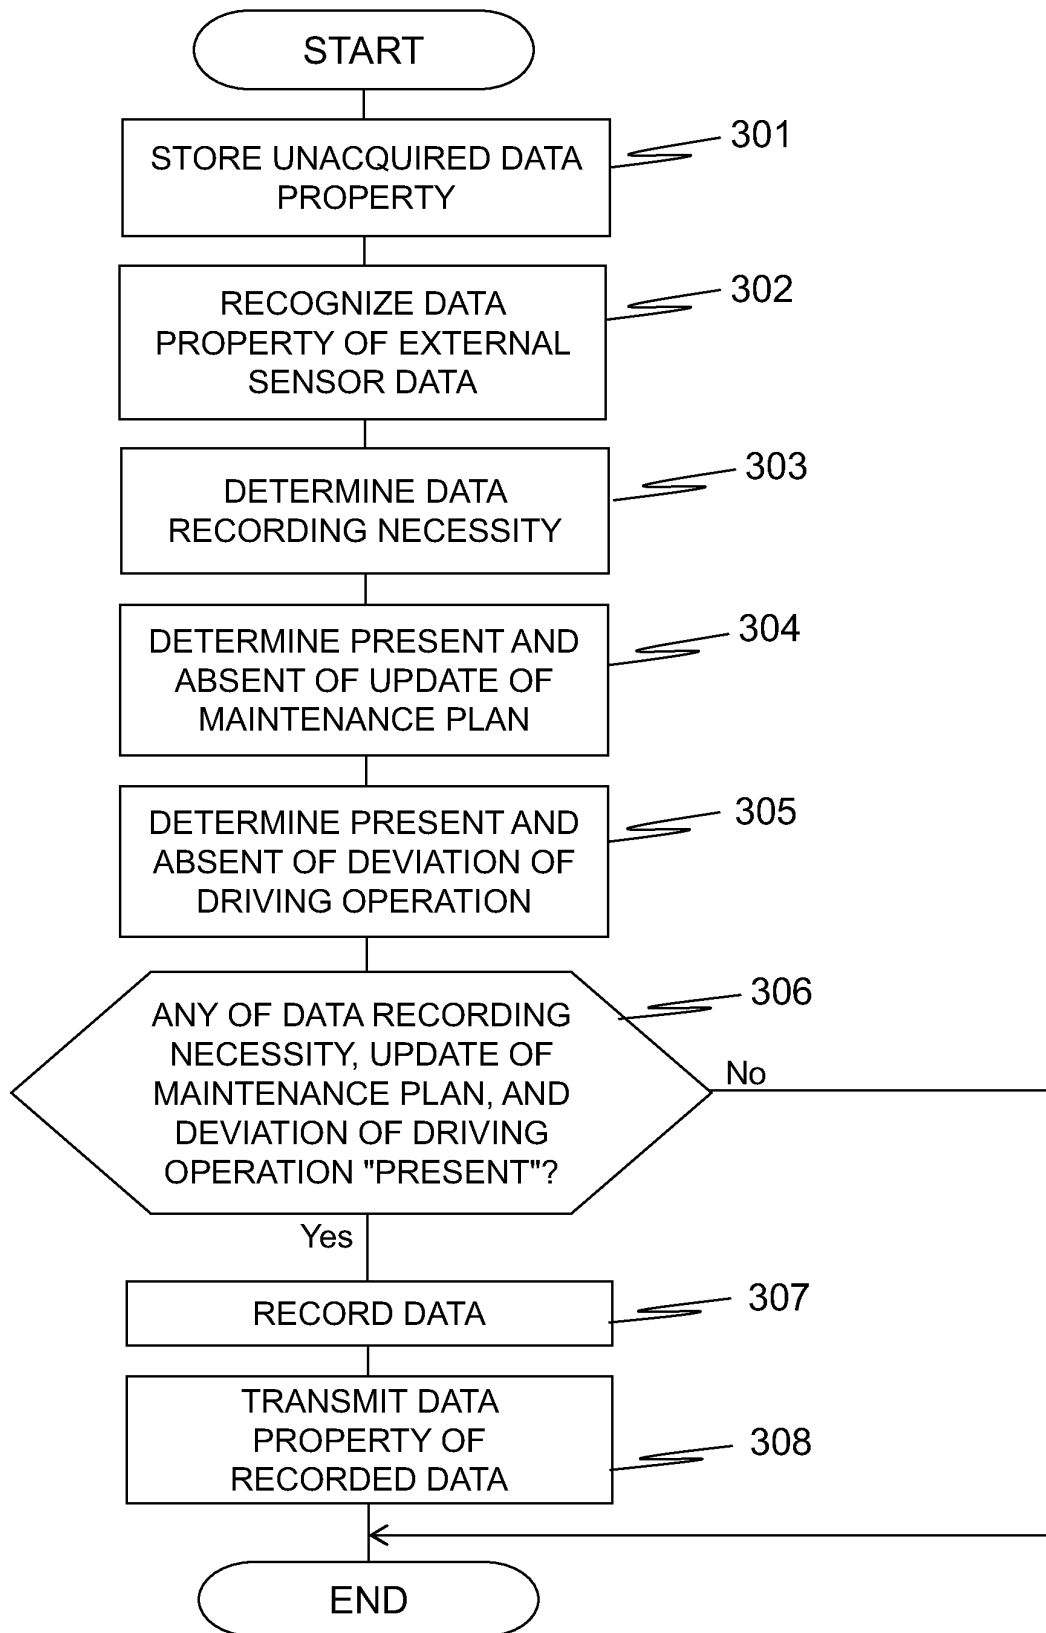 START
STORE UNACQUIRED DATA
PROPERTY
301
RECOGNIZE DATA
PROPERTY OF EXTERNAL
SENSOR DATA
302
DETERMINE DATA
RECORDING NECESSITY
303
DETERMINE PRESENT AND
ABSENT OF UPDATE OF
MAINTENANCE PLAN
304
DETERMINE PRESENT AND
ABSENT OF DEVIATION OF
DRIVING OPERATION
305
ANY OF DATA RECORDING
NECESSITY, UPDATE OF
MAINTENANCE PLAN, AND
DEVIATION OF DRIVING
OPERATION "PRESENT"?
306
No
Yes
RECORD DATA
307
TRANSMIT DATA
PROPERTY OF
RECORDED DATA
308
END